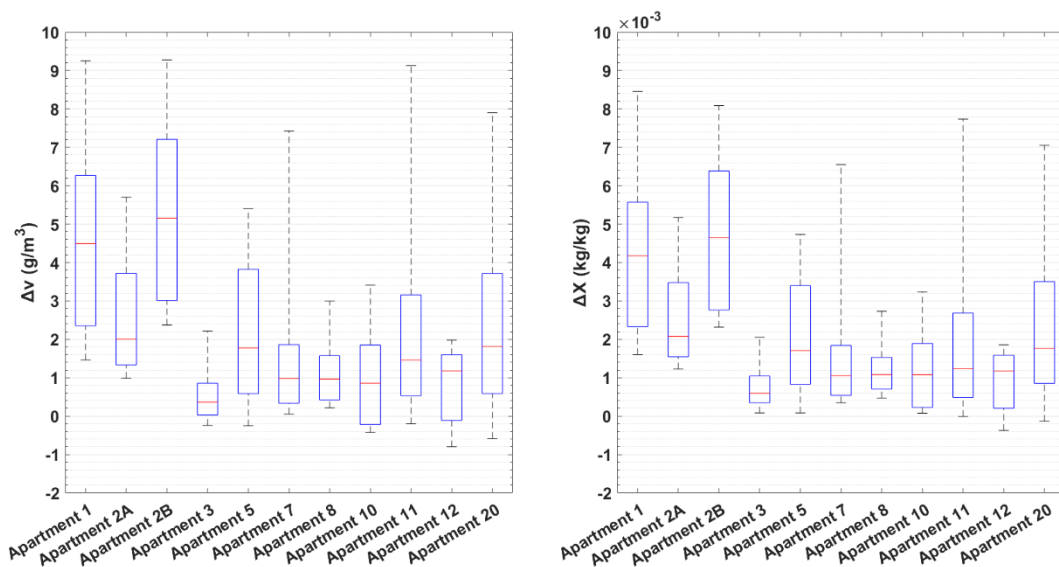 10
9
8
7
6
5
4
3
2
1
0
-1
-2
Δv (g/m³)
Apartment 1
Apartment 2A
Apartment 2B
Apartment 3
Apartment 5
Apartment 7
Apartment 8
Apartment 10
Apartment 11
Apartment 12
Apartment 20
10 ×10⁻³
9
8
7
6
5
4
3
2
1
0
-1
-2
ΔX (kg/kg)
Apartment 1
Apartment 2A
Apartment 2B
Apartment 3
Apartment 5
Apartment 7
Apartment 8
Apartment 10
Apartment 11
Apartment 12
Apartment 20